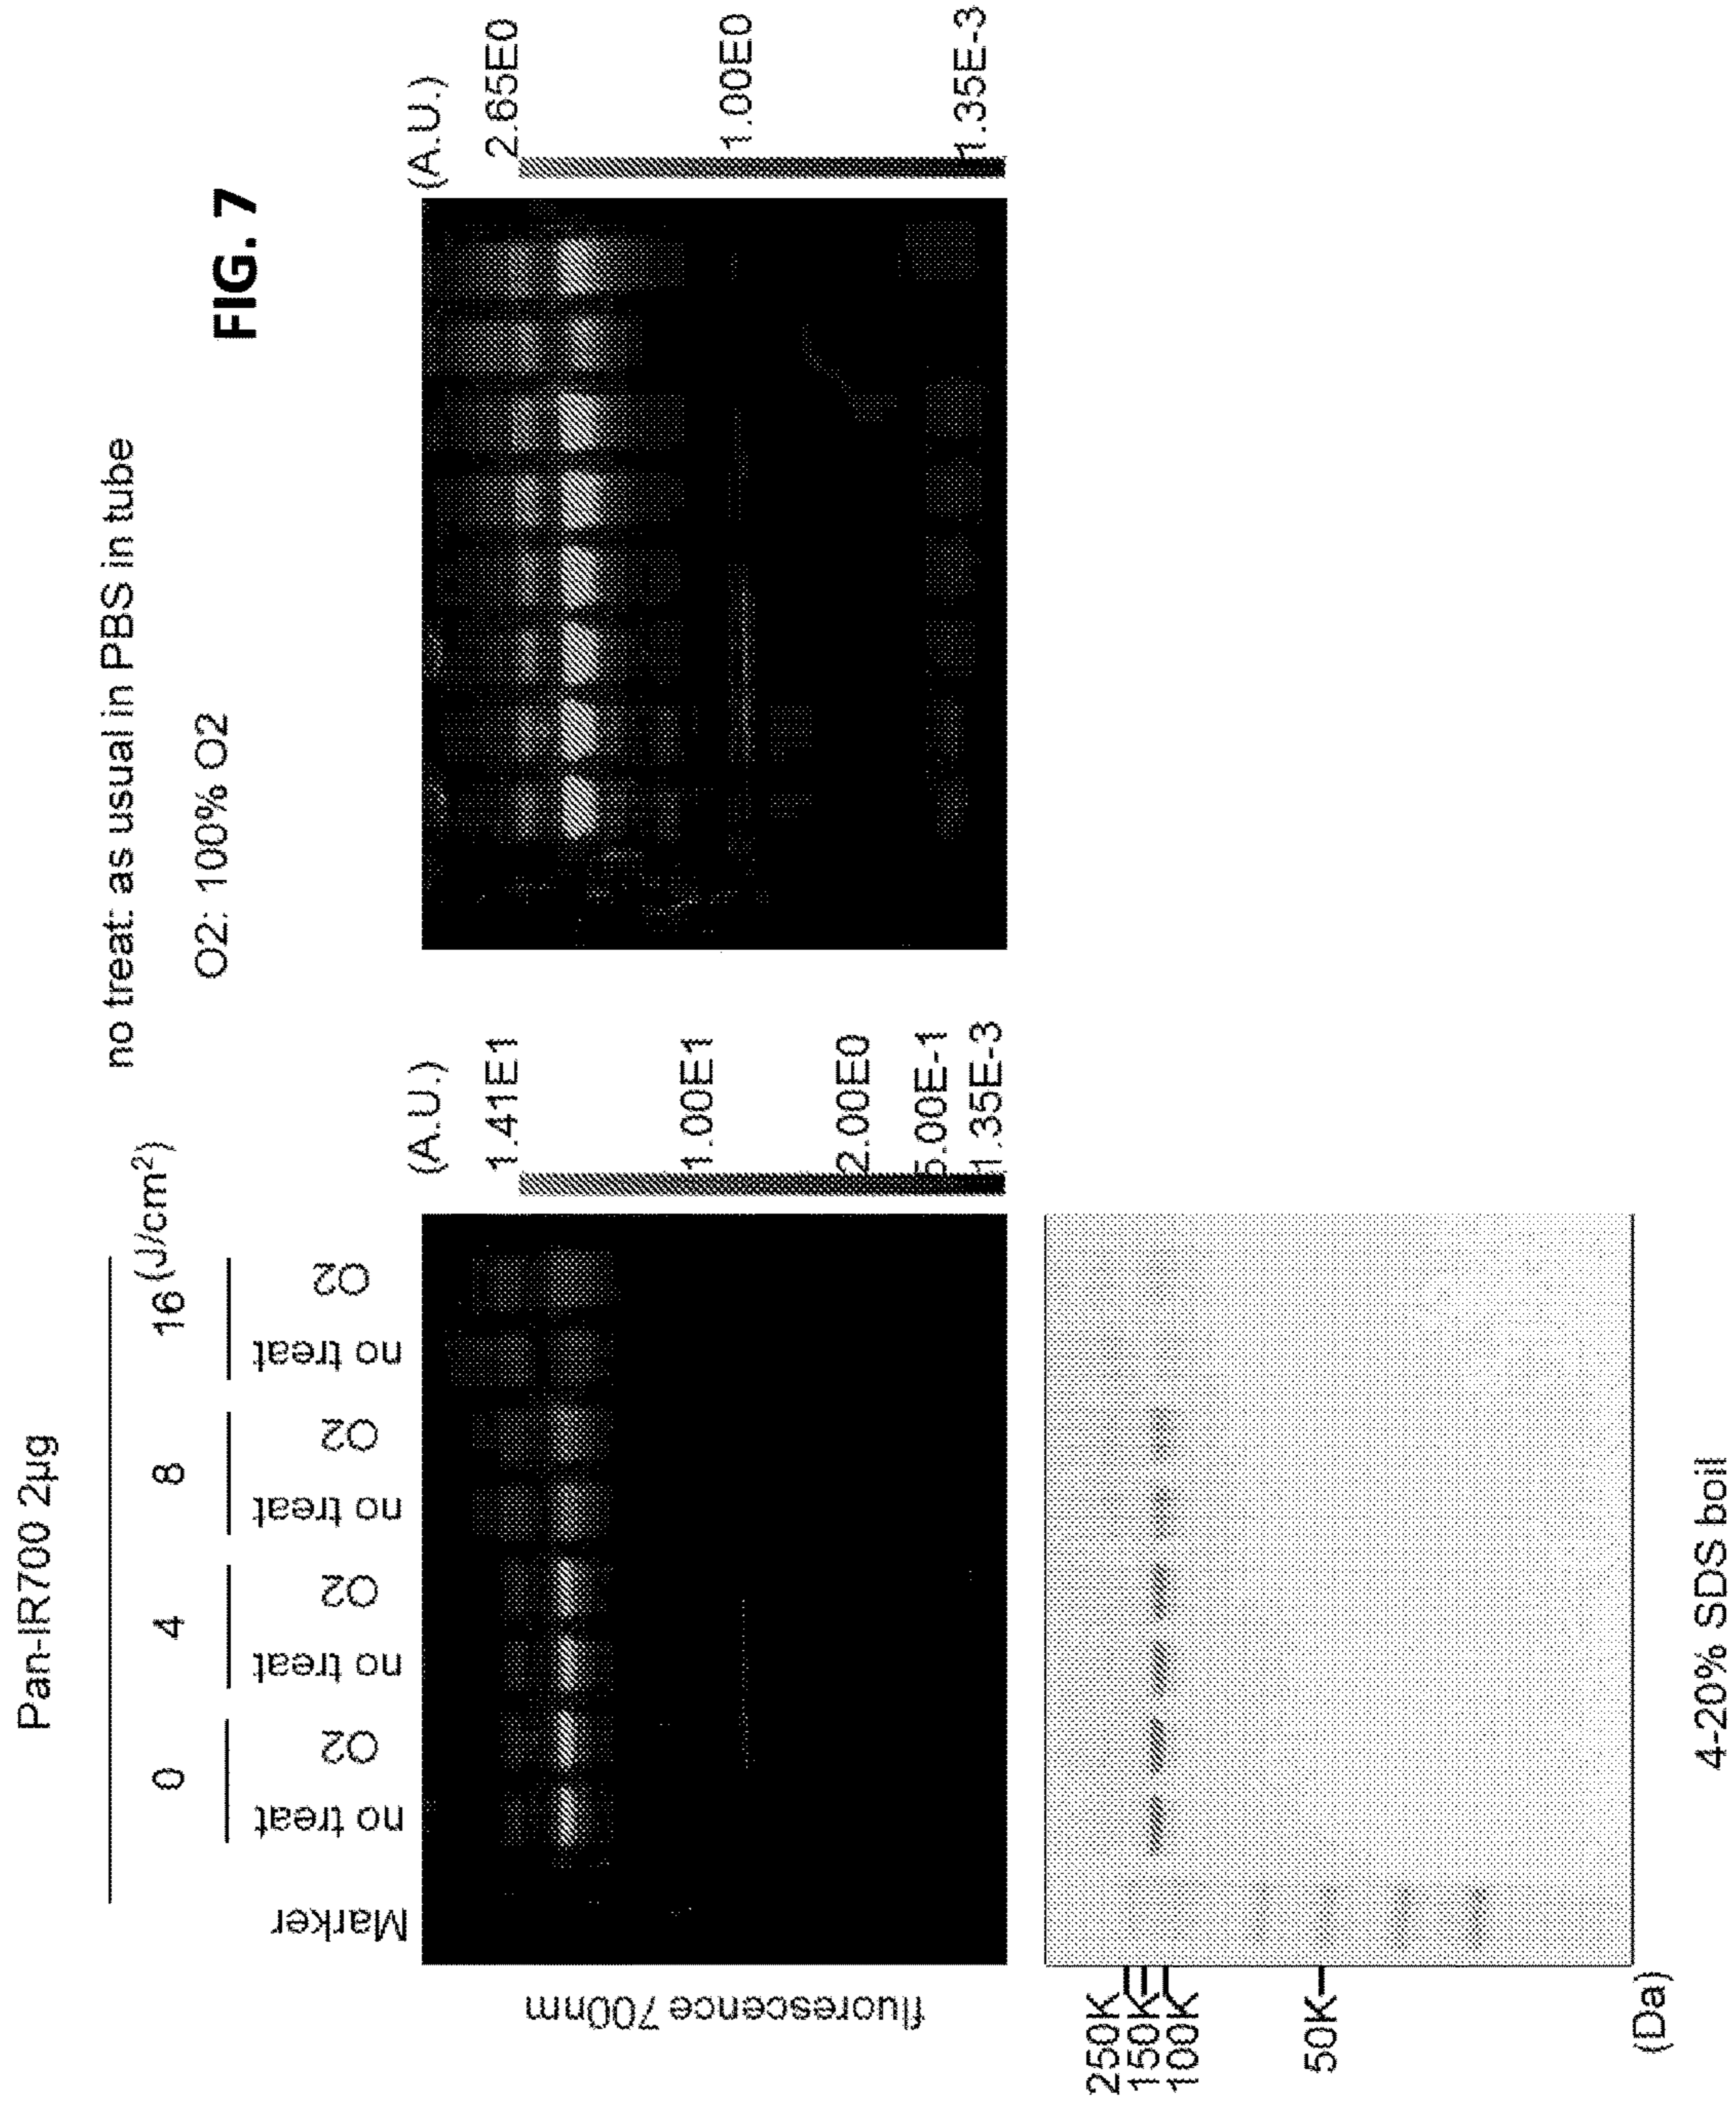 FIG. 7
Pan-IR700 2µg
no treat: as usual in PBS in tube
O2: 100% O2
0 4 8 16 (J/cm²)
Marker no treat O2 no treat O2 no treat O2 no treat O2
fluorescence 700nm
(A.U.)
1.41E1
1.00E1
2.00E0
5.00E-1
1.35E-3
(A.U.)
2.65E0
1.00E0
1.35E-3
250K
150K
100K
50K
(Da)
4-20% SDS boil